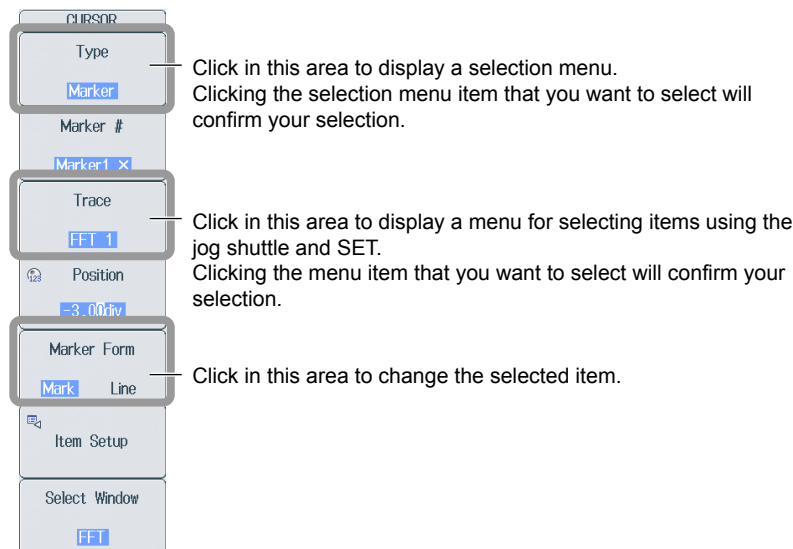 CURSOR
Type
Marker
Click in this area to display a selection menu.
Clicking the selection menu item that you want to select will
confirm your selection.
Marker #
Marker1 ×
Trace
FFT 1
Click in this area to display a menu for selecting items using the
jog shuttle and SET.
Clicking the menu item that you want to select will confirm your
selection.
123
Position
-3.00div
Marker Form
Mark Line
Click in this area to change the selected item.
Item Setup
Select Window
FFT